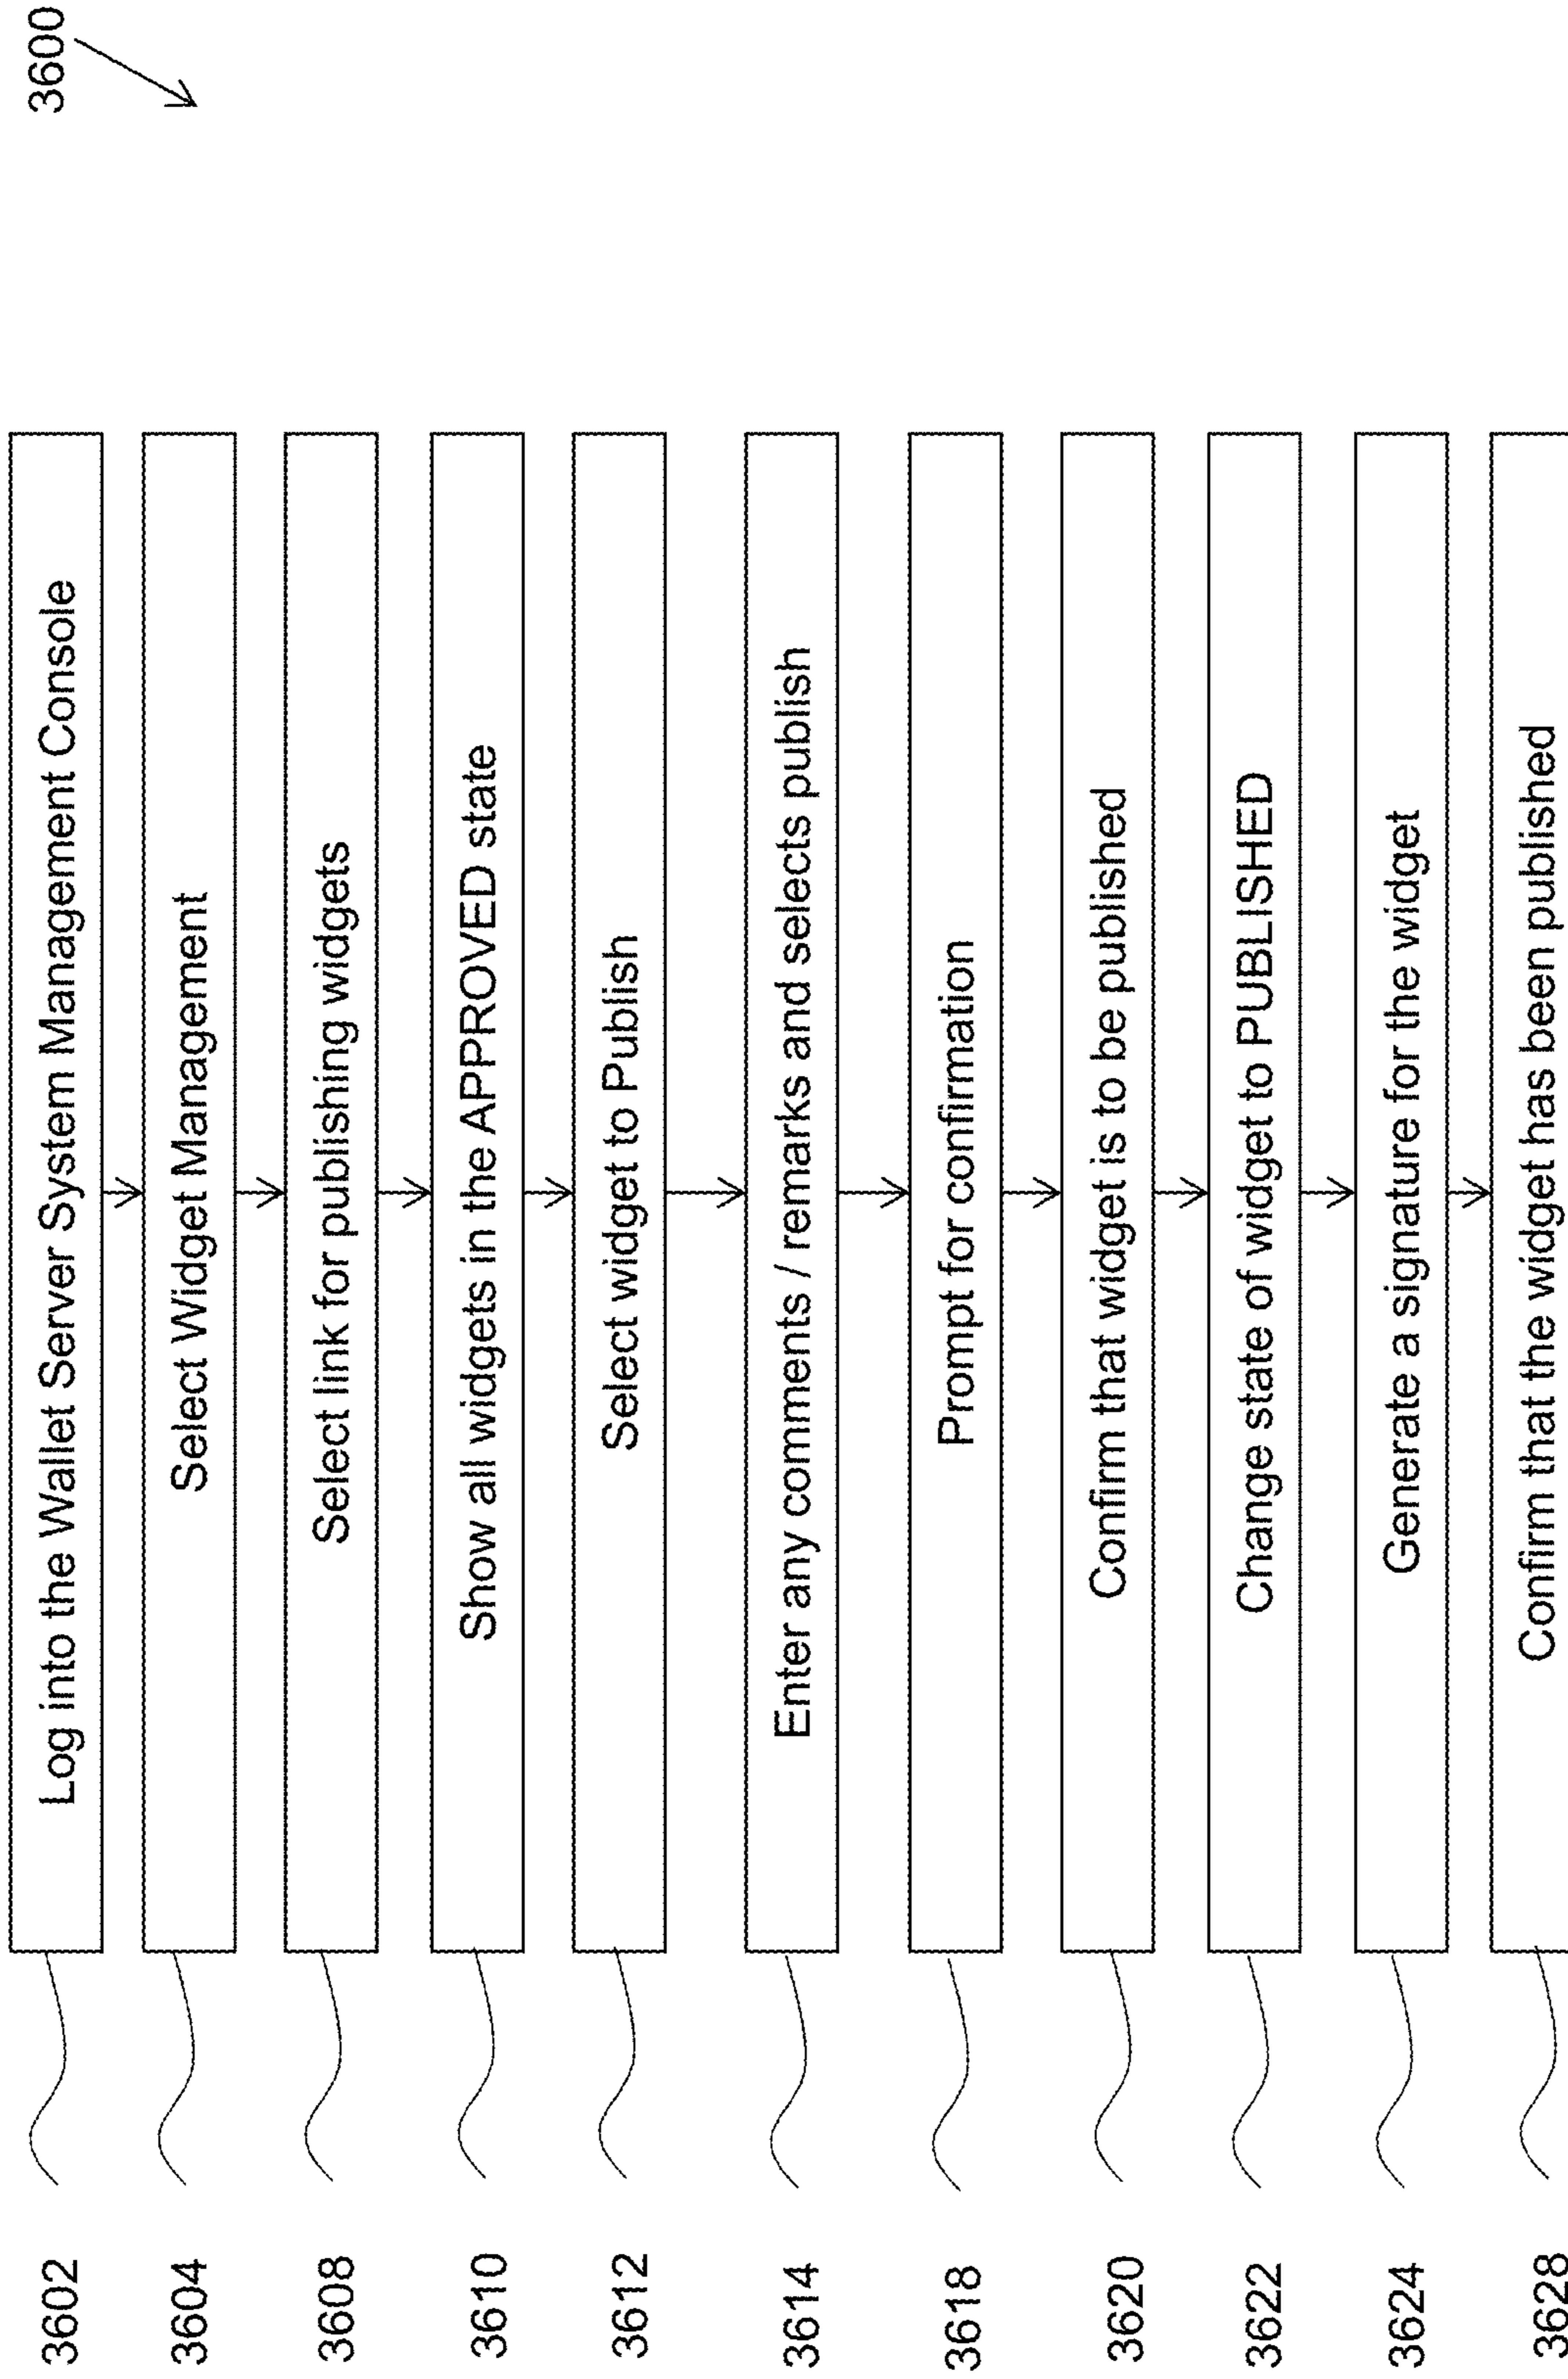 3600
3602
Log into the Wallet Server System Management Console
3604
Select Widget Management
3608
Select link for publishing widgets
3610
Show all widgets in the APPROVED state
3612
Select widget to Publish
3614
Enter any comments / remarks and selects publish
3618
Prompt for confirmation
3620
Confirm that widget is to be published
3622
Change state of widget to PUBLISHED
3624
Generate a signature for the widget
3628
Confirm that the widget has been published